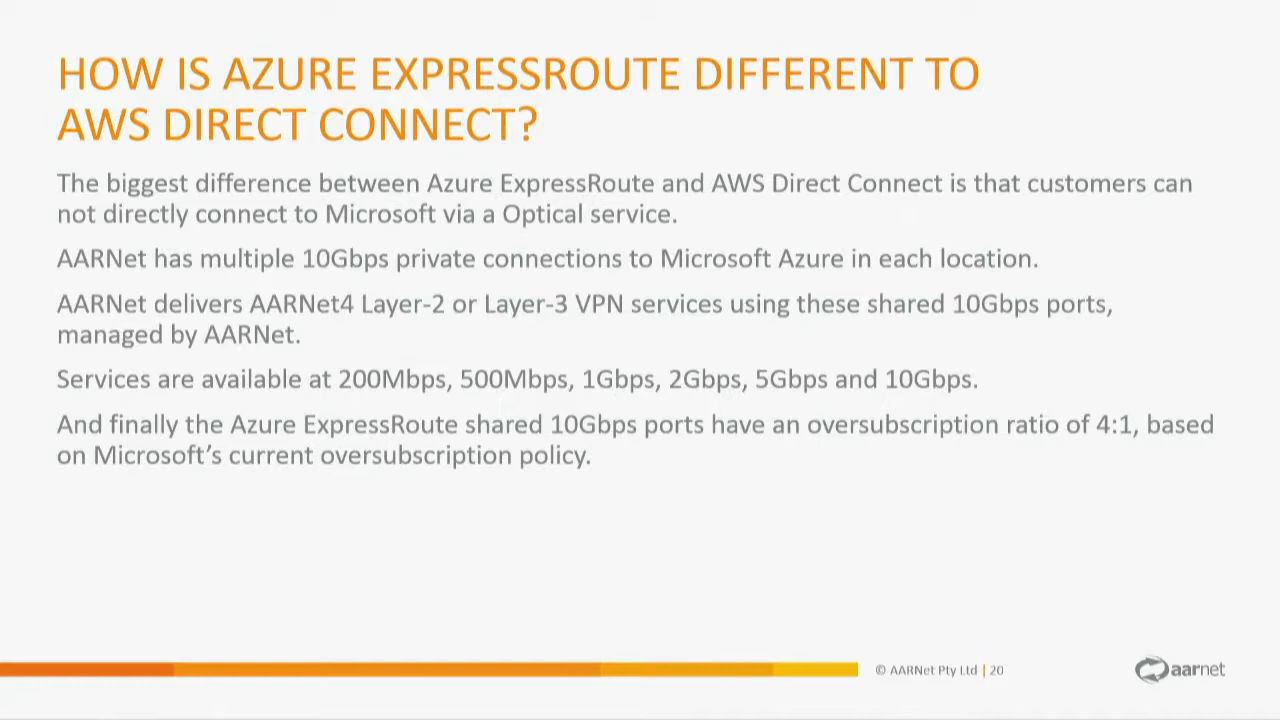 HOW IS AZURE EXPRESSROUTE DIFFERENT TO
AWS DIRECT CONNECT?
The biggest difference between Azure ExpressRoute and AWS Direct Connect is that customers can
not directly connect to Microsoft via a Optical service.
AARNet has multiple 10Gbps private connections to Microsoft Azure in each location.
AARNet delivers AARNet4 Layer-2 or Layer-3 VPN services using these shared 10Gbps ports,
managed by AARNet.
Services are available at 200Mbps, 500Mbps, 1Gbps, 2Gbps, 5Gbps and 10Gbps.
And finally the Azure ExpressRoute shared 10Gbps ports have an oversubscription ratio of 4:1, based
on Microsoft’s current oversubscription policy.
© AARNet Pty Ltd | 20
aarnet